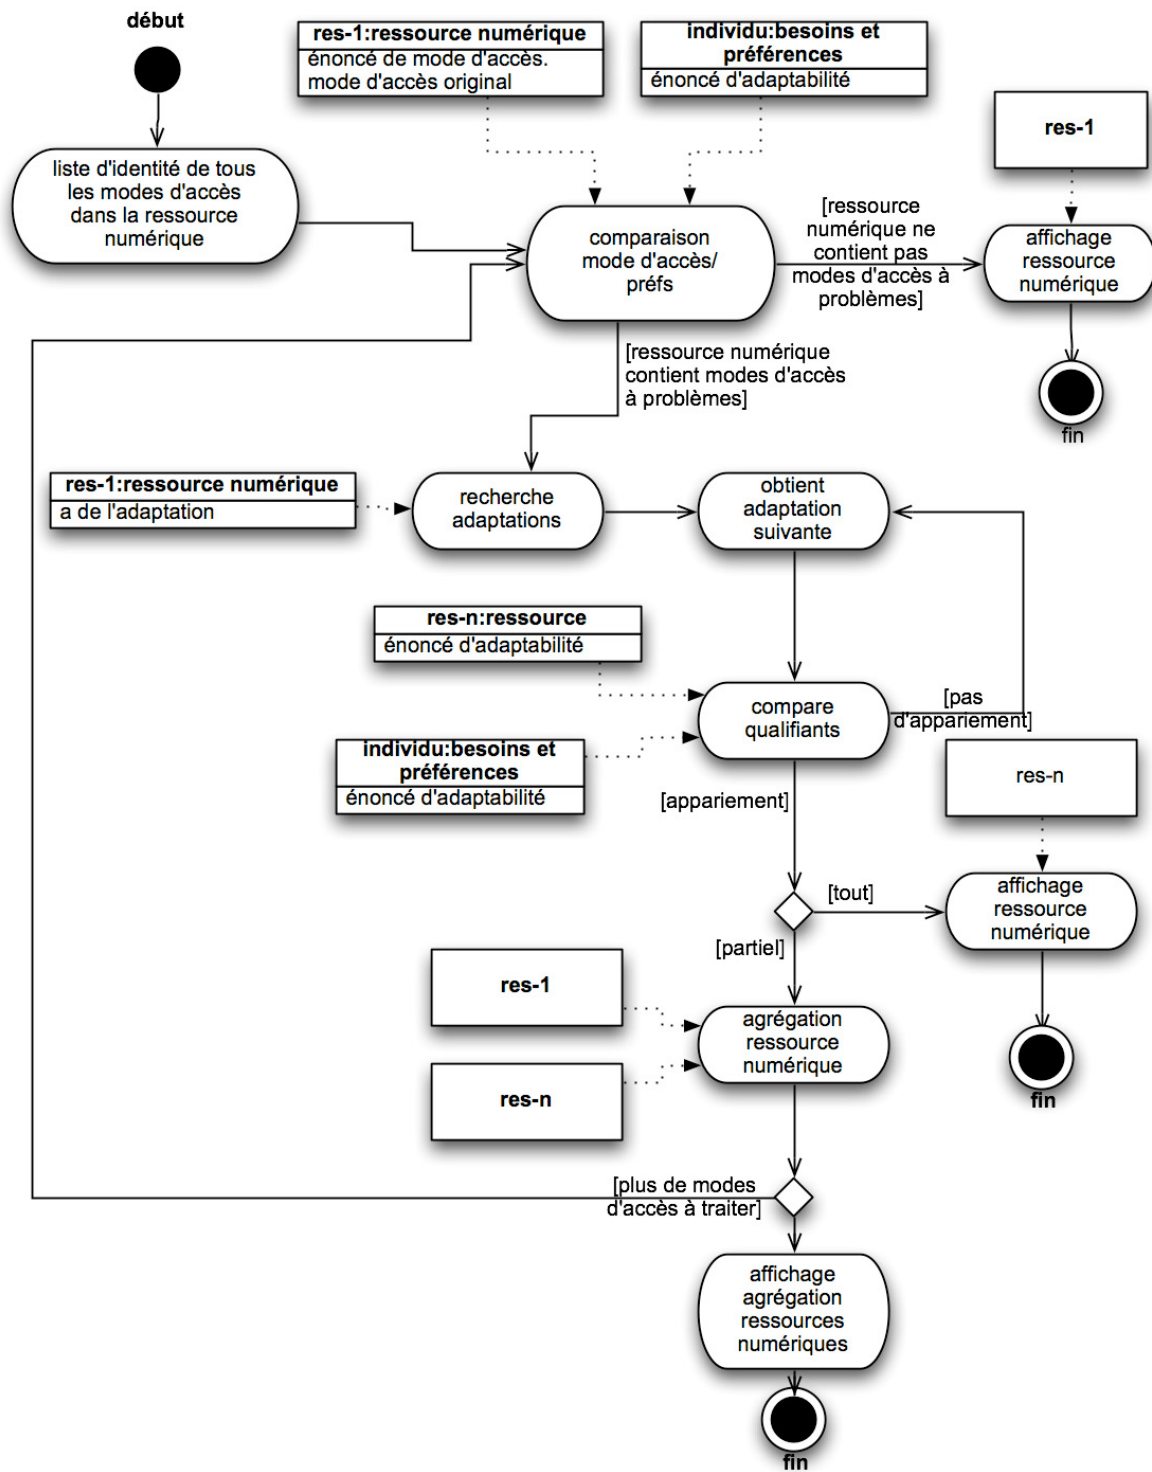 début
res-1:ressource numérique
énoncé de mode d'accès.
mode d'accès original
individu:besoins et
préférences
énoncé d'adaptabilité
res-1
liste d'identité de tous
les modes d'accès
dans la ressource
numérique
comparaison
mode d'accès/
préfs
[ressource
numérique ne
contient pas
modes d'accès à
problèmes]
affichage
ressource
numérique
fin
[ressource numérique
contient modes d'accès
à problèmes]
res-1:ressource numérique
a de l'adaptation
recherche
adaptations
obtient
adaptation
suivante
res-n:ressource
énoncé d'adaptabilité
compare
qualifiants
[pas
d'appariement]
individu:besoins et
préférences
énoncé d'adaptabilité
[appariement]
res-n
[tout]
affichage
ressource
numérique
fin
[partiel]
res-1
res-n
agrégation
ressource
numérique
[plus de modes
d'accès à traiter]
affichage
agrégation
ressources
numériques
fin